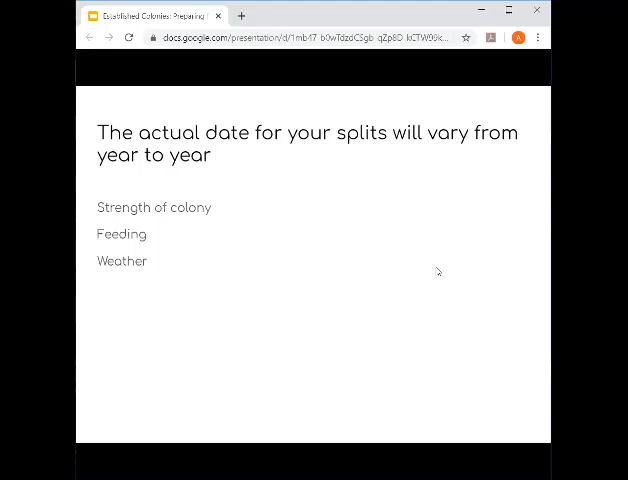 Established Colonies: Preparing
docs.google.com/presentation/d/
A
The actual date for your splits will vary from
year to year
Strength of colony
Feeding
Weather